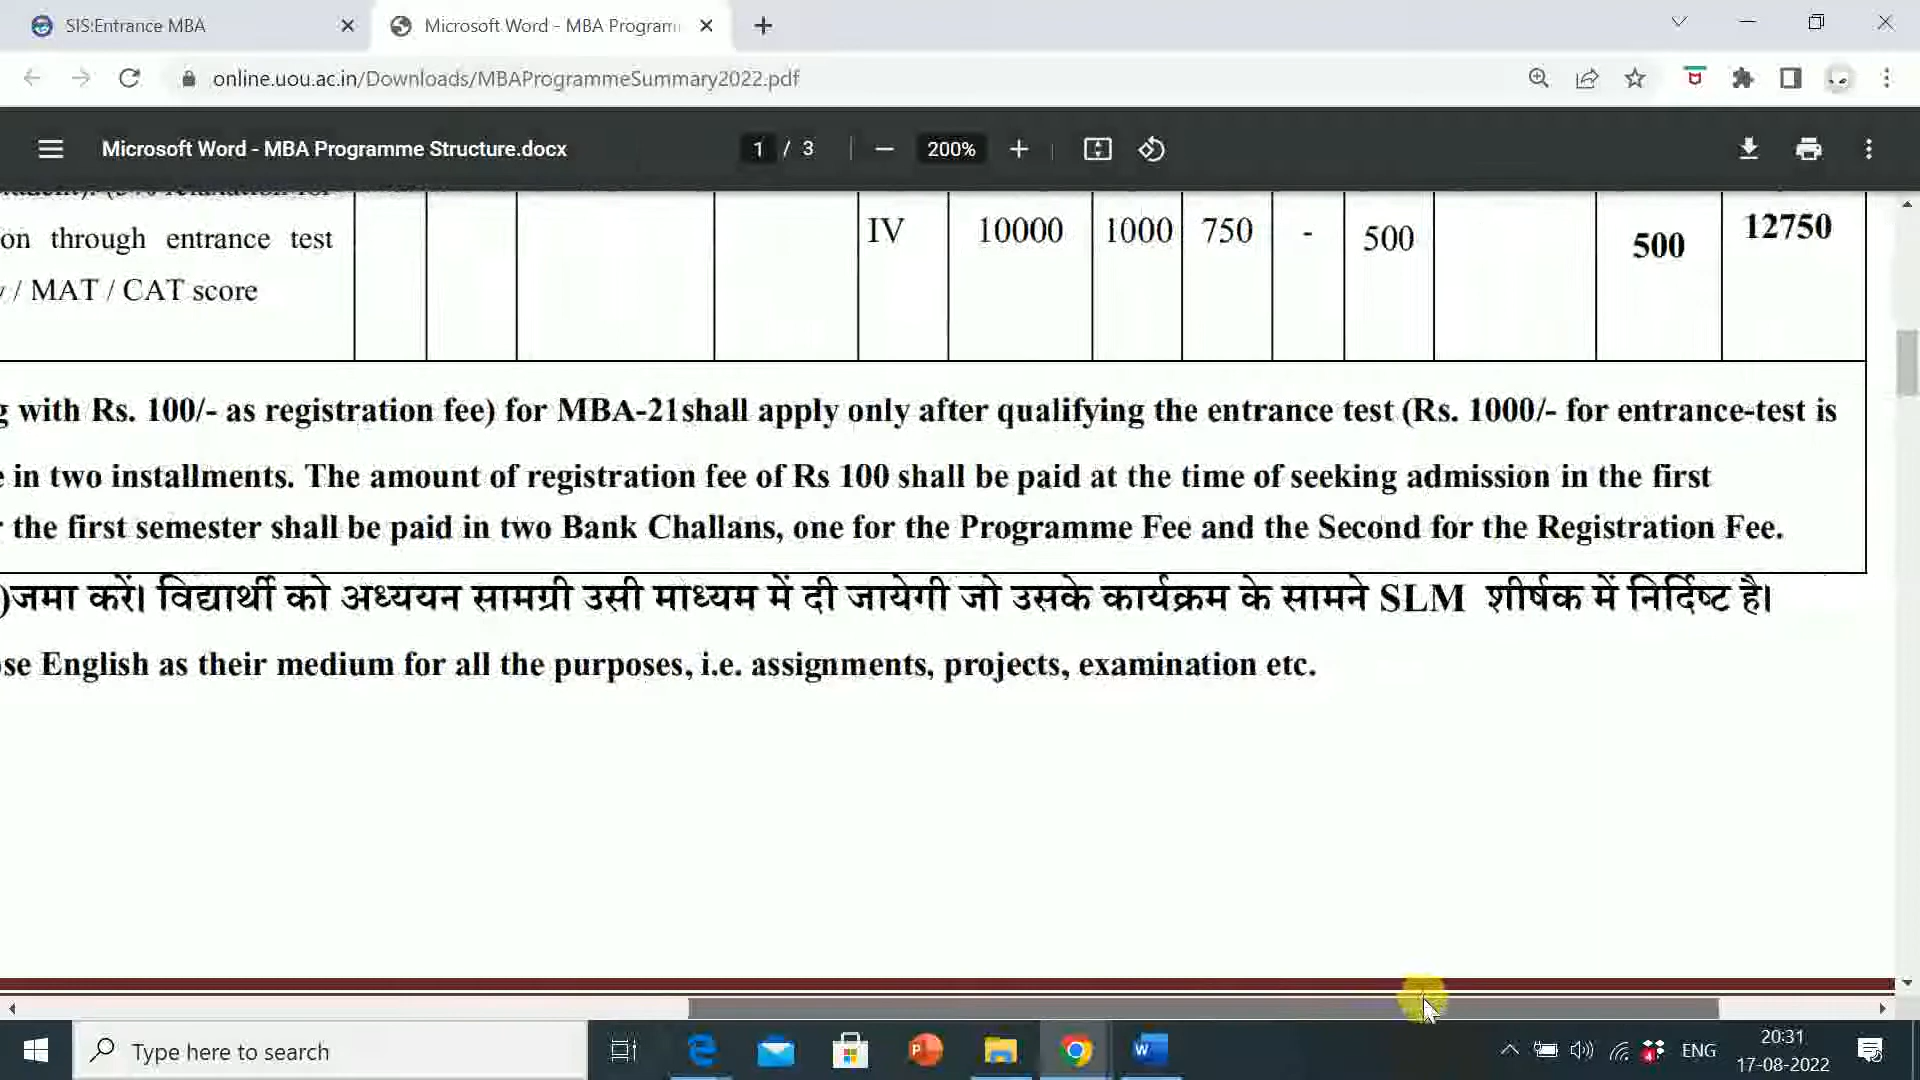 SIS:Entrance MBA
Microsoft Word - MBA Program
online.uou.ac.in/Downloads/MBAProgrammeSummary2022.pdf
Microsoft Word - MBA Programme Structure.docx
1 / 3
200%
on through entrance test
/ MAT / CAT score
IV 10000 1000 750 - 500 500 12750
with Rs. 100/- as registration fee) for MBA-21shall apply only after qualifying the entrance test (Rs. 1000/- for entrance-test is
in two installments. The amount of registration fee of Rs 100 shall be paid at the time of seeking admission in the first
the first semester shall be paid in two Bank Challans, one for the Programme Fee and the Second for the Registration Fee.
)जमा करें। विद्यार्थी को अध्ययन सामग्री उसी माध्यम में दी जायेगी जो उसके कार्यक्रम के सामने SLM शीर्षक में निर्दिष्ट है।
se English as their medium for all the purposes, i.e. assignments, projects, examination etc.
Type here to search
ENG
20:31
17-08-2022